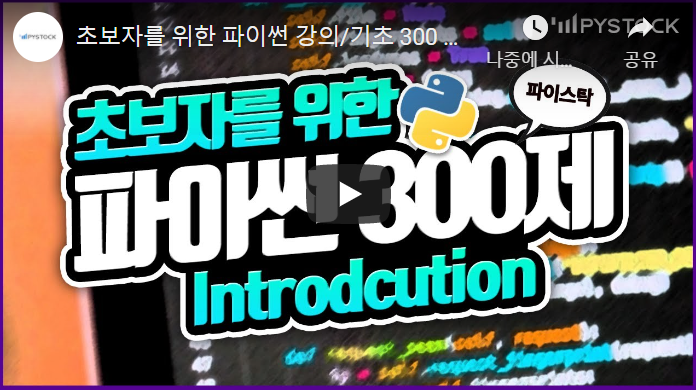 PYSTOCK
초보자를 위한 파이썬 강의/기초 300 ...
PYSTOCK
나중에 시...
공유
초보자를 위한
파이스탁
파이썬 300제
Introdcution